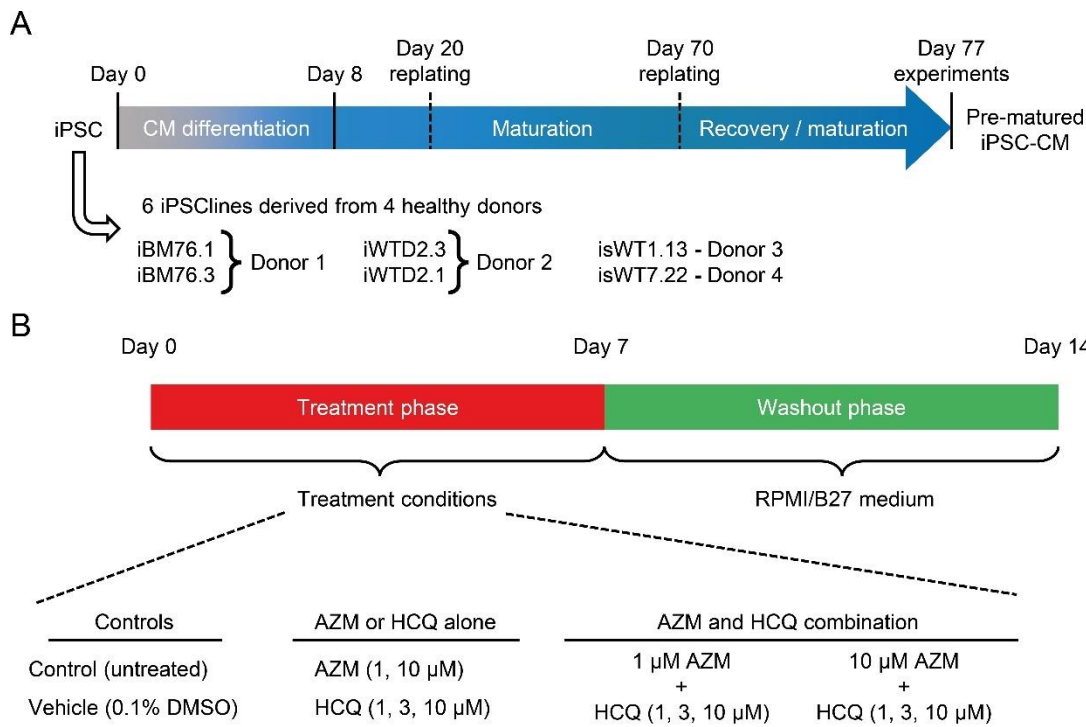 A
Day 0
Day 8
Day 20
replating
Day 70
replating
Day 77
experiments
iPSC
CM differentiation
Maturation
Recovery / maturation
Pre-matured
iPSC-CM
6 iPSClines derived from 4 healthy donors
iBM76.1
iBM76.3
Donor 1
iWTD2.3
iWTD2.1
Donor 2
isWT1.13 - Donor 3
isWT7.22 - Donor 4
B
Day 0
Day 7
Day 14
Treatment phase
Washout phase
Treatment conditions
RPMI/B27 medium
Controls
Control (untreated)
Vehicle (0.1% DMSO)
AZM or HCQ alone
AZM (1, 10 µM)
HCQ (1, 3, 10 µM)
AZM and HCQ combination
1 µM AZM
+
HCQ (1, 3, 10 µM)
10 µM AZM
+
HCQ (1, 3, 10 µM)